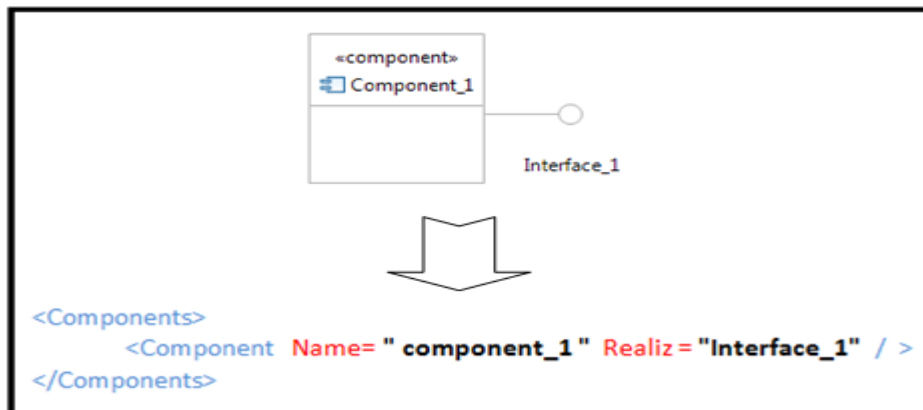 «component»
Component_1
Interface_1
<Components>
<Component Name= " component_1 " Realiz = "Interface_1" / >
</Components>